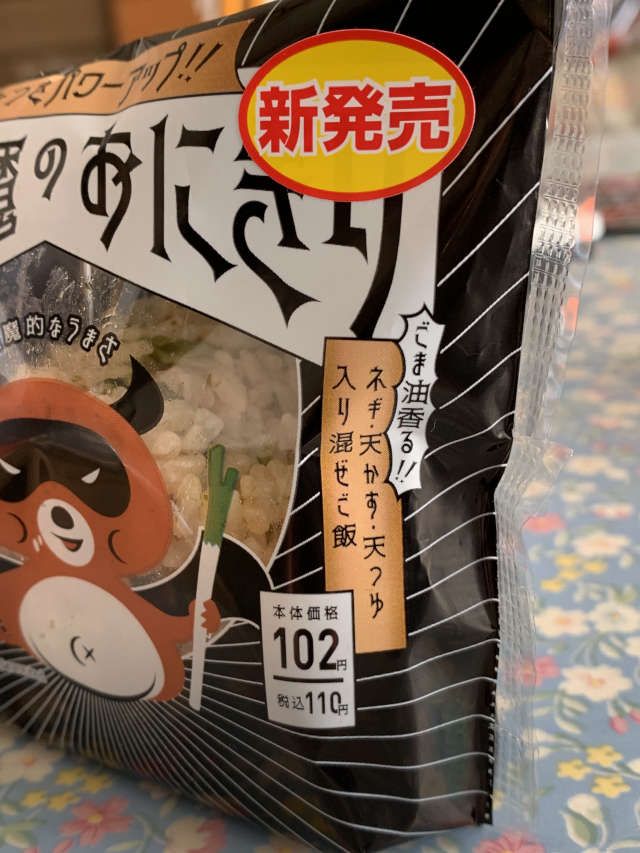 パワーアップ!!
新発売
魔のおにぎり
魔的なうまさ
ごま油香る!!
ネギ・天かす・天つゆ
入り混ぜご飯
本体価格
102円
税込110円